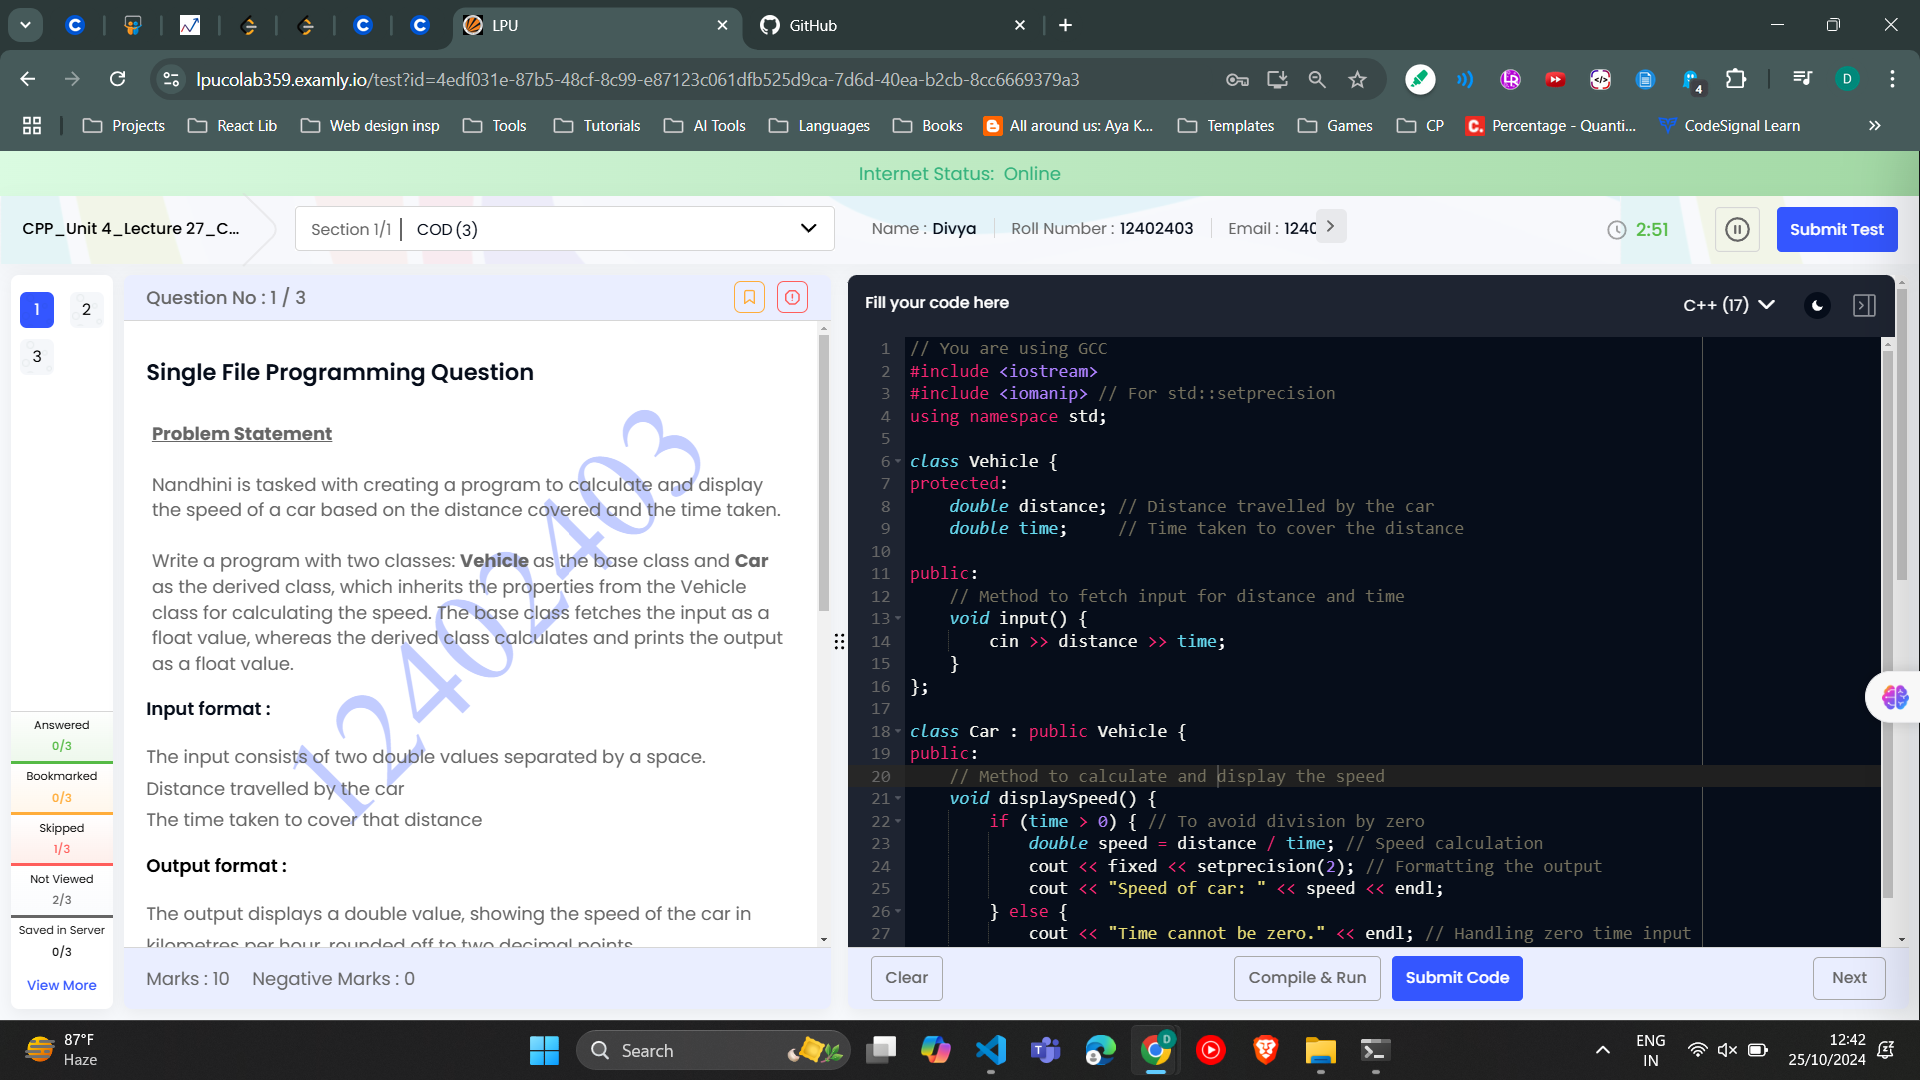 LPU
GitHub
lpucolab359.examly.io/test?id=4edf031e-87b5-48cf-8c99-e87123c061dfb525d9ca-7d6d-40ea-b2cb-8cc6669379a3
4
D
Projects
React Lib
Web design insp
Tools
Tutorials
AI Tools
Languages
Books
All around us: Aya K...
Templates
Games
CP
Percentage - Quanti...
CodeSignal Learn
Internet Status: Online
CPP_Unit 4_Lecture 27_C...
Section 1/1 | COD (3)
Name : Divya
Roll Number : 12402403
Email : 1240
2:51
Submit Test
1
2
3
Answered
0/3
Bookmarked
0/3
Skipped
1/3
Not Viewed
2/3
Saved in Server
0/3
View More
Question No : 1 / 3
Single File Programming Question
Problem Statement
Nandhini is tasked with creating a program to calculate and display
the speed of a car based on the distance covered and the time taken.
Write a program with two classes: Vehicle as the base class and Car
as the derived class, which inherits the properties from the Vehicle
class for calculating the speed. The base class fetches the input as a
float value, whereas the derived class calculates and prints the output
as a float value.
Input format :
The input consists of two double values separated by a space.
Distance travelled by the car
The time taken to cover that distance
Output format :
The output displays a double value, showing the speed of the car in
kilometres per hour, rounded off to two decimal points.
12402403
Marks : 10 Negative Marks : 0
Fill your code here
C++ (17)
1 // You are using GCC
2 #include <iostream>
3 #include <iomanip> // For std::setprecision
4 using namespace std;
5
6 class Vehicle {
7 protected:
8 double distance; // Distance travelled by the car
9 double time; // Time taken to cover the distance
10
11 public:
12 // Method to fetch input for distance and time
13 void input() {
14 cin >> distance >> time;
15 }
16 };
17
18 class Car : public Vehicle {
19 public:
20 // Method to calculate and display the speed
21 void displaySpeed() {
22 if (time > 0) { // To avoid division by zero
23 double speed = distance / time; // Speed calculation
24 cout << fixed << setprecision(2); // Formatting the output
25 cout << "Speed of car: " << speed << endl;
26 } else {
27 cout << "Time cannot be zero." << endl; // Handling zero time input
Clear
Compile & Run
Submit Code
Next
87°F
Haze
Search
ENG
IN
12:42
25/10/2024